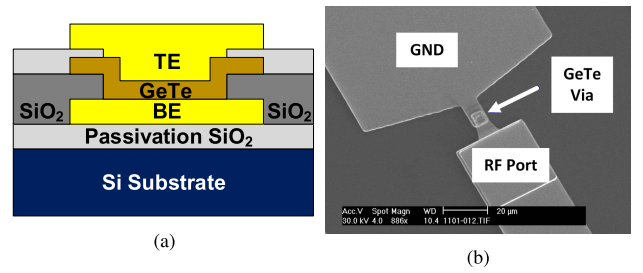 TE
GeTe
SiO2
BE
SiO2
Passivation SiO2
Si Substrate
(a)
GND
GeTe
Via
RF Port
Acc.V Spot Magn WD 20 μm
30.0 kV 4.0 886x 10.4 1101-012.TIF
(b)